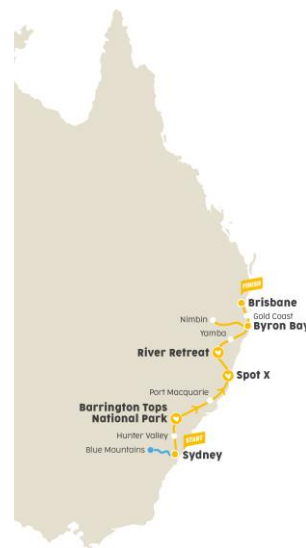 FINISH
Brisbane
Gold Coast
Nimbin
Byron Bay
Yamba
River Retreat
Spot X
Port Macquarie
Barrington Tops
National Park
START
Hunter Valley
Blue Mountains
Sydney